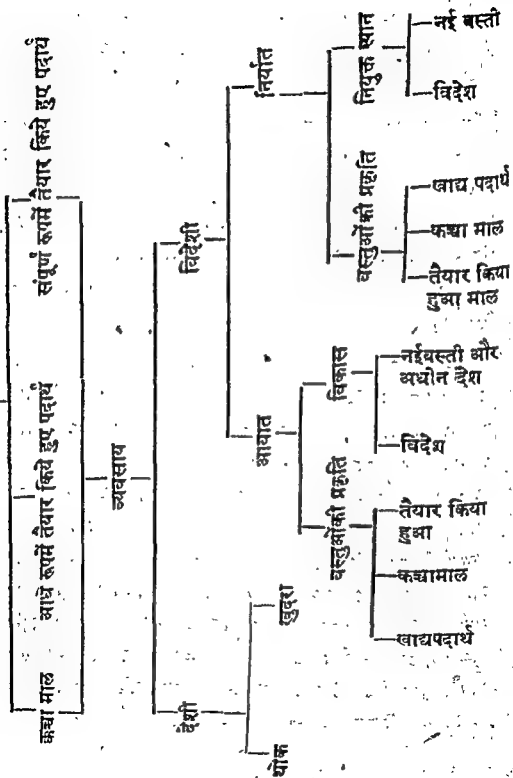 कच्चा माल
आधे रूपमें तैयार किये हुए पदार्थ
संपूर्ण रूपमें तैयार किये हुए पदार्थ
व्यवसाय
देशी
विदेशी
थोक
खुदरा
आयात
निर्यात
वस्तुओंकी प्रकृति
विकास
वस्तुओंकी प्रकृति
नियुक्त स्थान
खाद्यपदार्थ
कच्चामाल
तैयार किया
हुआ
विदेश
नईवस्ती और
अधीन देश
तैयार किया
हुआ माल
कच्चा माल
खाद्य पदार्थ
विदेश
नई बस्ती